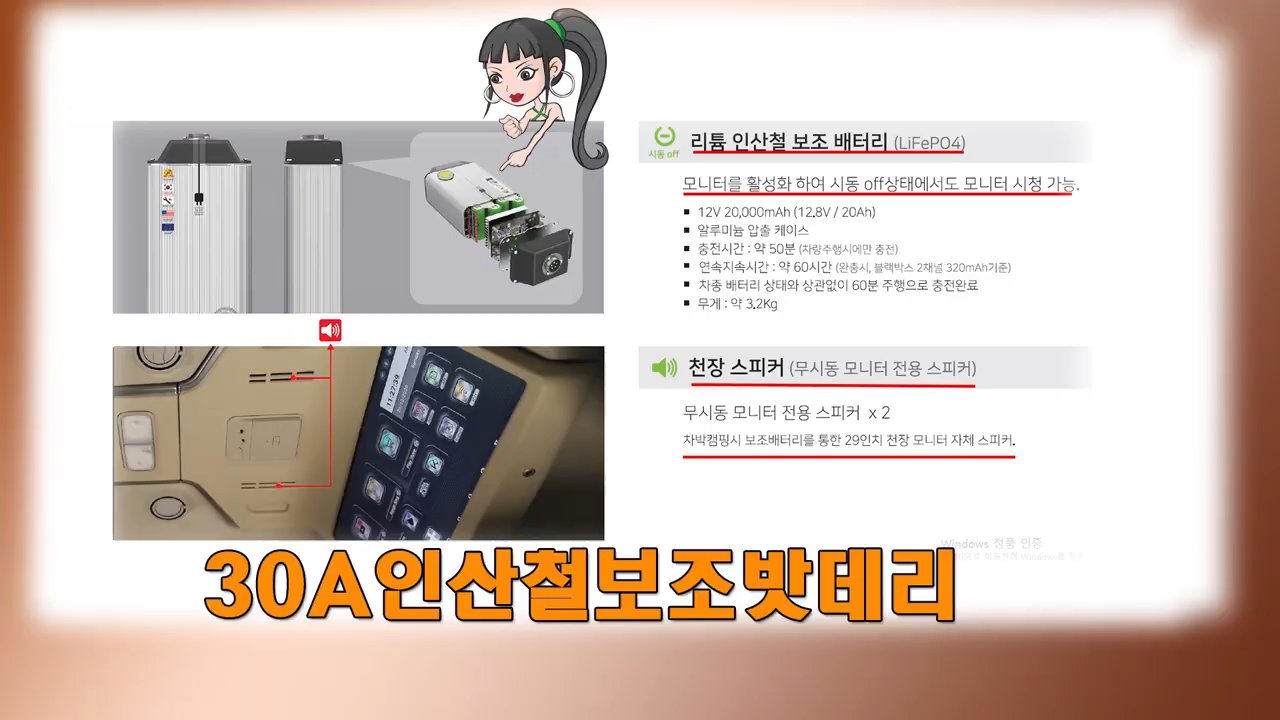 시동 off
리튬 인산철 보조 배터리 (LiFePO4)
모니터를 활성화 하여 시동 off상태에서도 모니터 시청 가능.
12V 20,000mAh (12.8V / 20Ah)
알루미늄 압출 케이스
충전시간 : 약 50분 (차량주행시에만 충전)
연속지속시간 : 약 60시간 (완충시, 블랙박스 2채널 320mAh기준)
차종 배터리 상태와 상관없이 60분 주행으로 충전완료
무게 : 약 3.2Kg
11:27:39
천장 스피커 (무시동 모니터 전용 스피커)
무시동 모니터 전용 스피커 x 2
차박캠핑시 보조배터리를 통한 29인치 천장 모니터 자체 스피커.
Windows 정품 인증
30A인산철보조밧데리